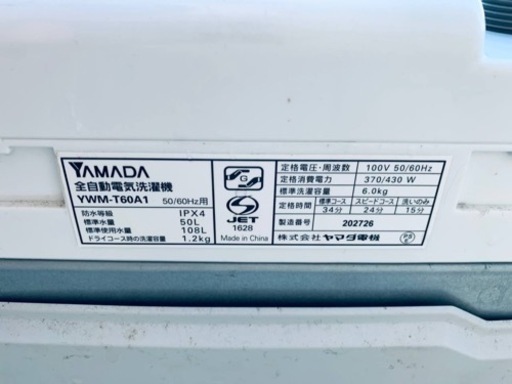 YAMADA
全自動電気洗濯機
YWM-T60A1 50/60Hz用
防水等級 IPX4
標準水量 50L
標準使用水量 108L
ドライコース時の洗濯容量 1.2kg
G
S
JET
1628
Made in China
定格電圧・周波数 100V 50/60Hz
定格消費電力 370/430 W
標準洗濯容量 6.0kg
定格時間 標準コース スピードコース 洗いのみ
34分 24分 15分
製造番号 202726
株式会社 ヤマダ電機